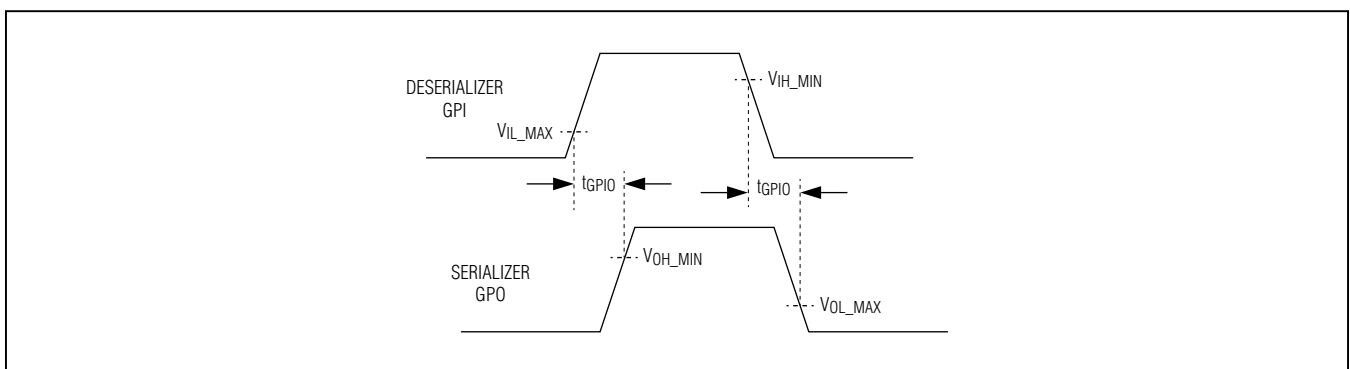 DESERIALIZER
GPI
VIH_MIN
VIL_MAX
tGPIO
tGPIO
SERIALIZER
GPO
VOH_MIN
VOL_MAX